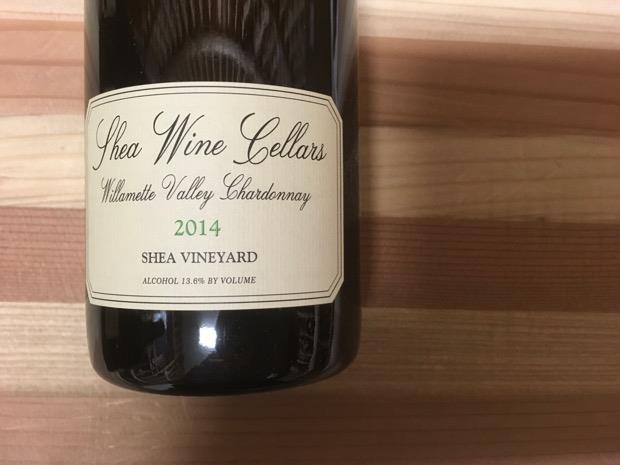 Shea Wine Cellars
Willamette Valley Chardonnay
2014
SHEA VINEYARD
ALCOHOL 13.6% BY VOLUME